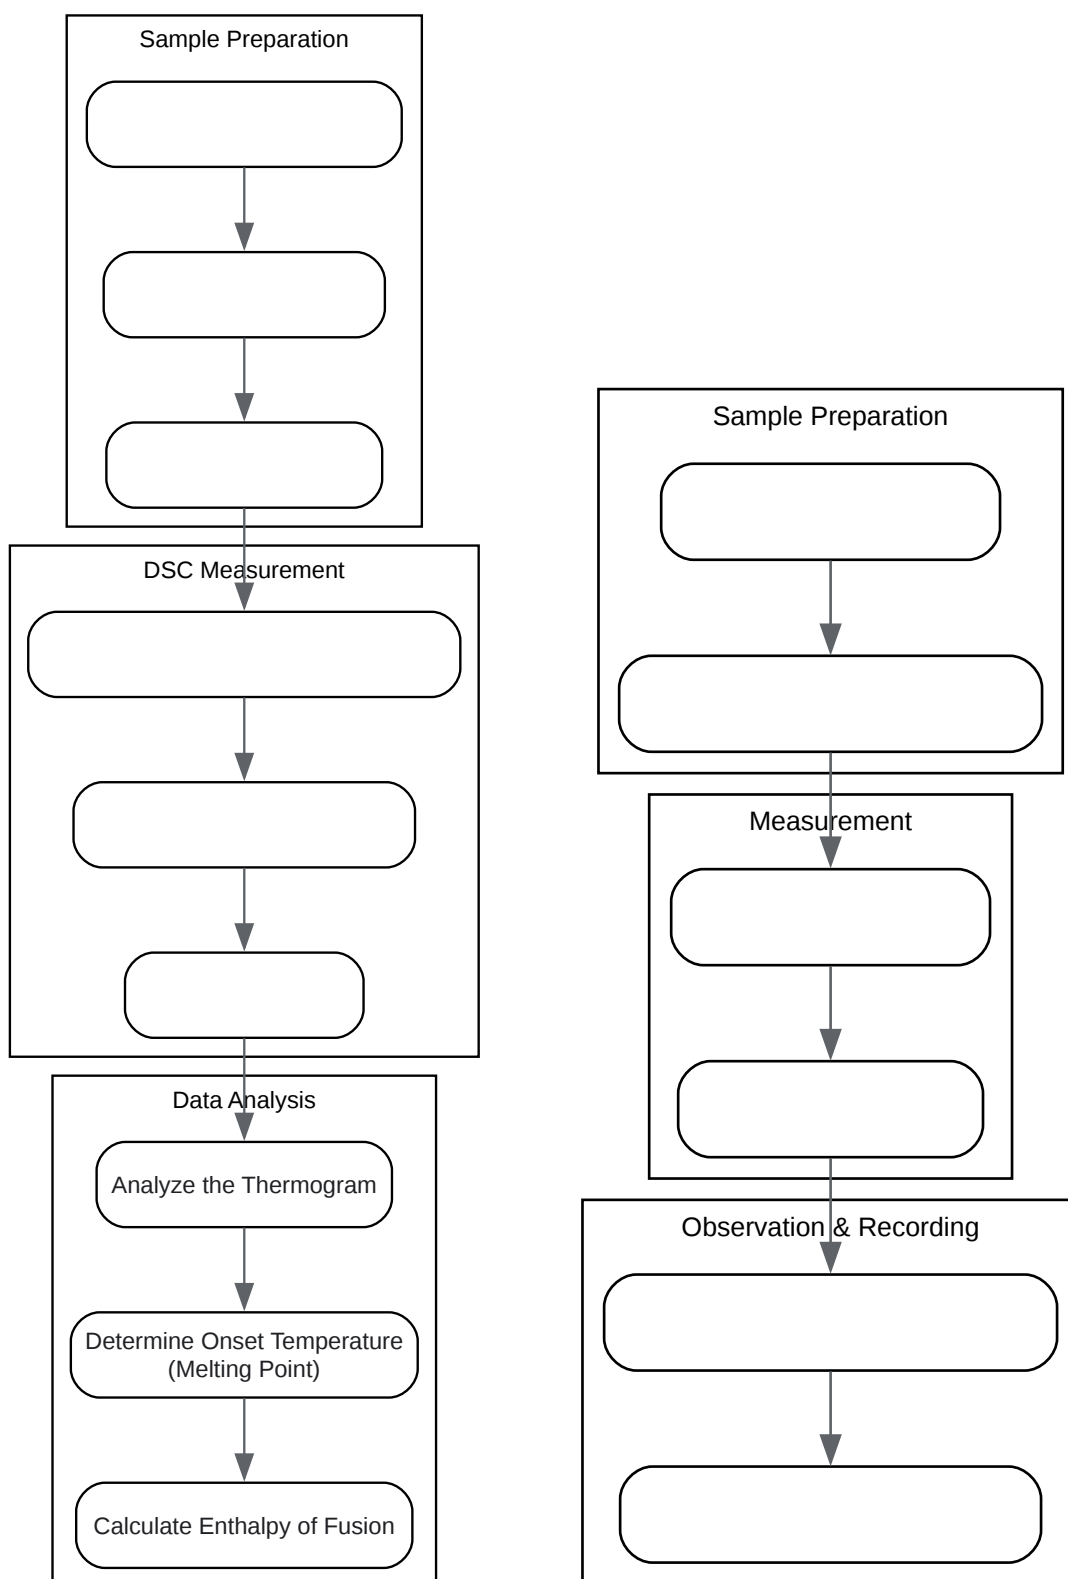 Sample Preparation
DSC Measurement
Data Analysis
Analyze the Thermogram
Determine Onset Temperature
(Melting Point)
Calculate Enthalpy of Fusion
Sample Preparation
Measurement
Observation & Recording